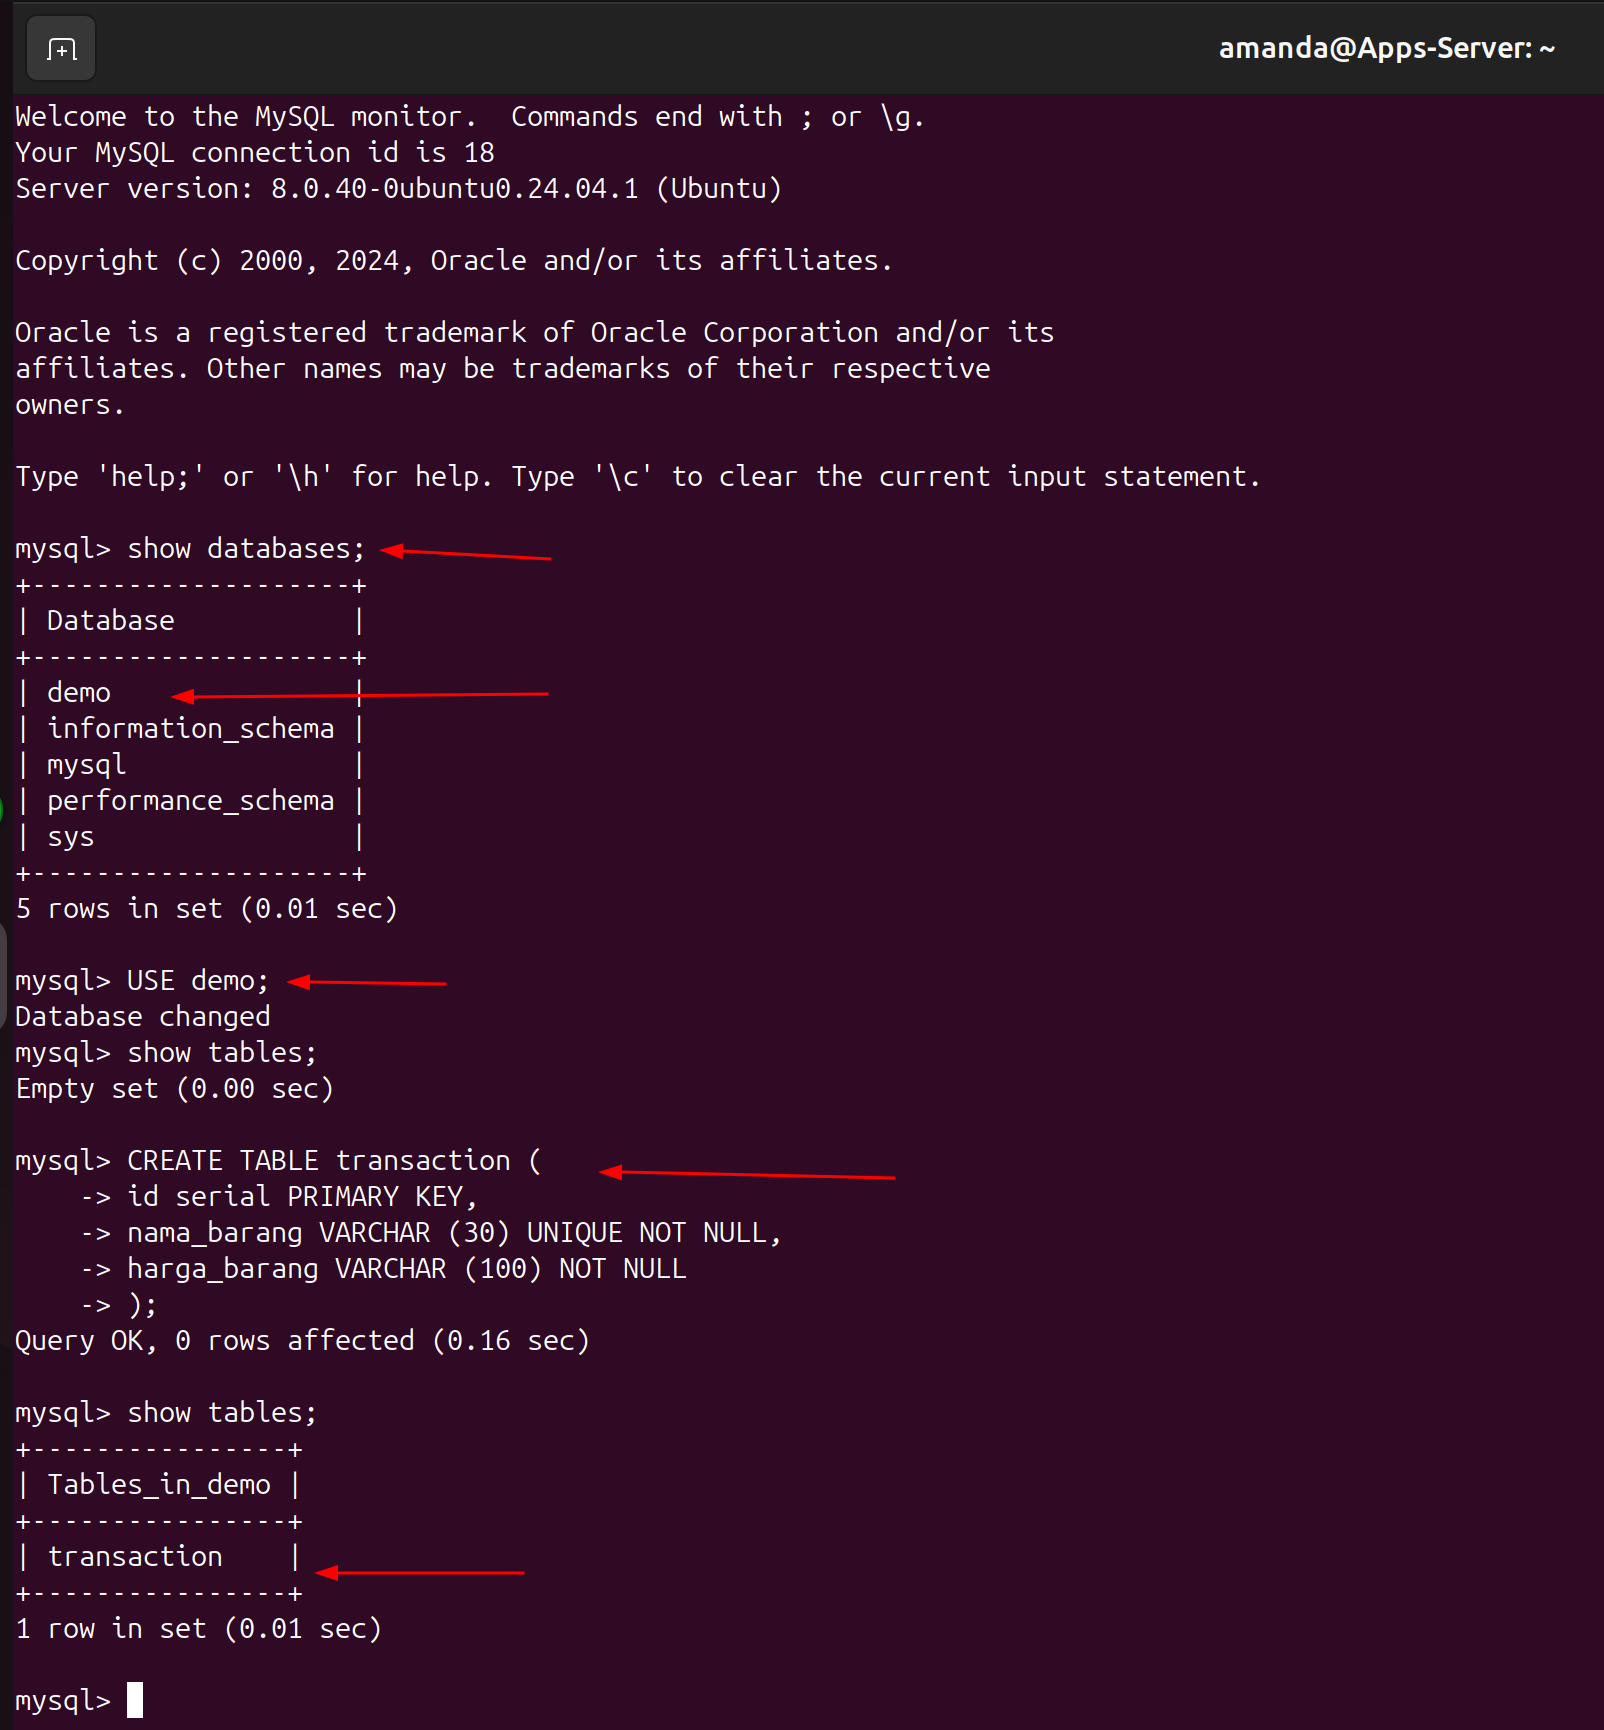 amanda@Apps-Server: ~
Welcome to the MySQL monitor.  Commands end with ; or \g.
Your MySQL connection id is 18
Server version: 8.0.40-0ubuntu0.24.04.1 (Ubuntu)
Copyright (c) 2000, 2024, Oracle and/or its affiliates.
Oracle is a registered trademark of Oracle Corporation and/or its
affiliates. Other names may be trademarks of their respective
owners.
Type 'help;' or '\h' for help. Type '\c' to clear the current input statement.
mysql> show databases;
+--------------------+
| Database           |
+--------------------+
| demo               |
| information_schema |
| mysql              |
| performance_schema |
| sys                |
+--------------------+
5 rows in set (0.01 sec)
mysql> USE demo;
Database changed
mysql> show tables;
Empty set (0.00 sec)
mysql> CREATE TABLE transaction (
    -> id serial PRIMARY KEY,
    -> nama_barang VARCHAR (30) UNIQUE NOT NULL,
    -> harga_barang VARCHAR (100) NOT NULL
    -> );
Query OK, 0 rows affected (0.16 sec)
mysql> show tables;
+----------------+
| Tables_in_demo |
+----------------+
| transaction    |
+----------------+
1 row in set (0.01 sec)
mysql>